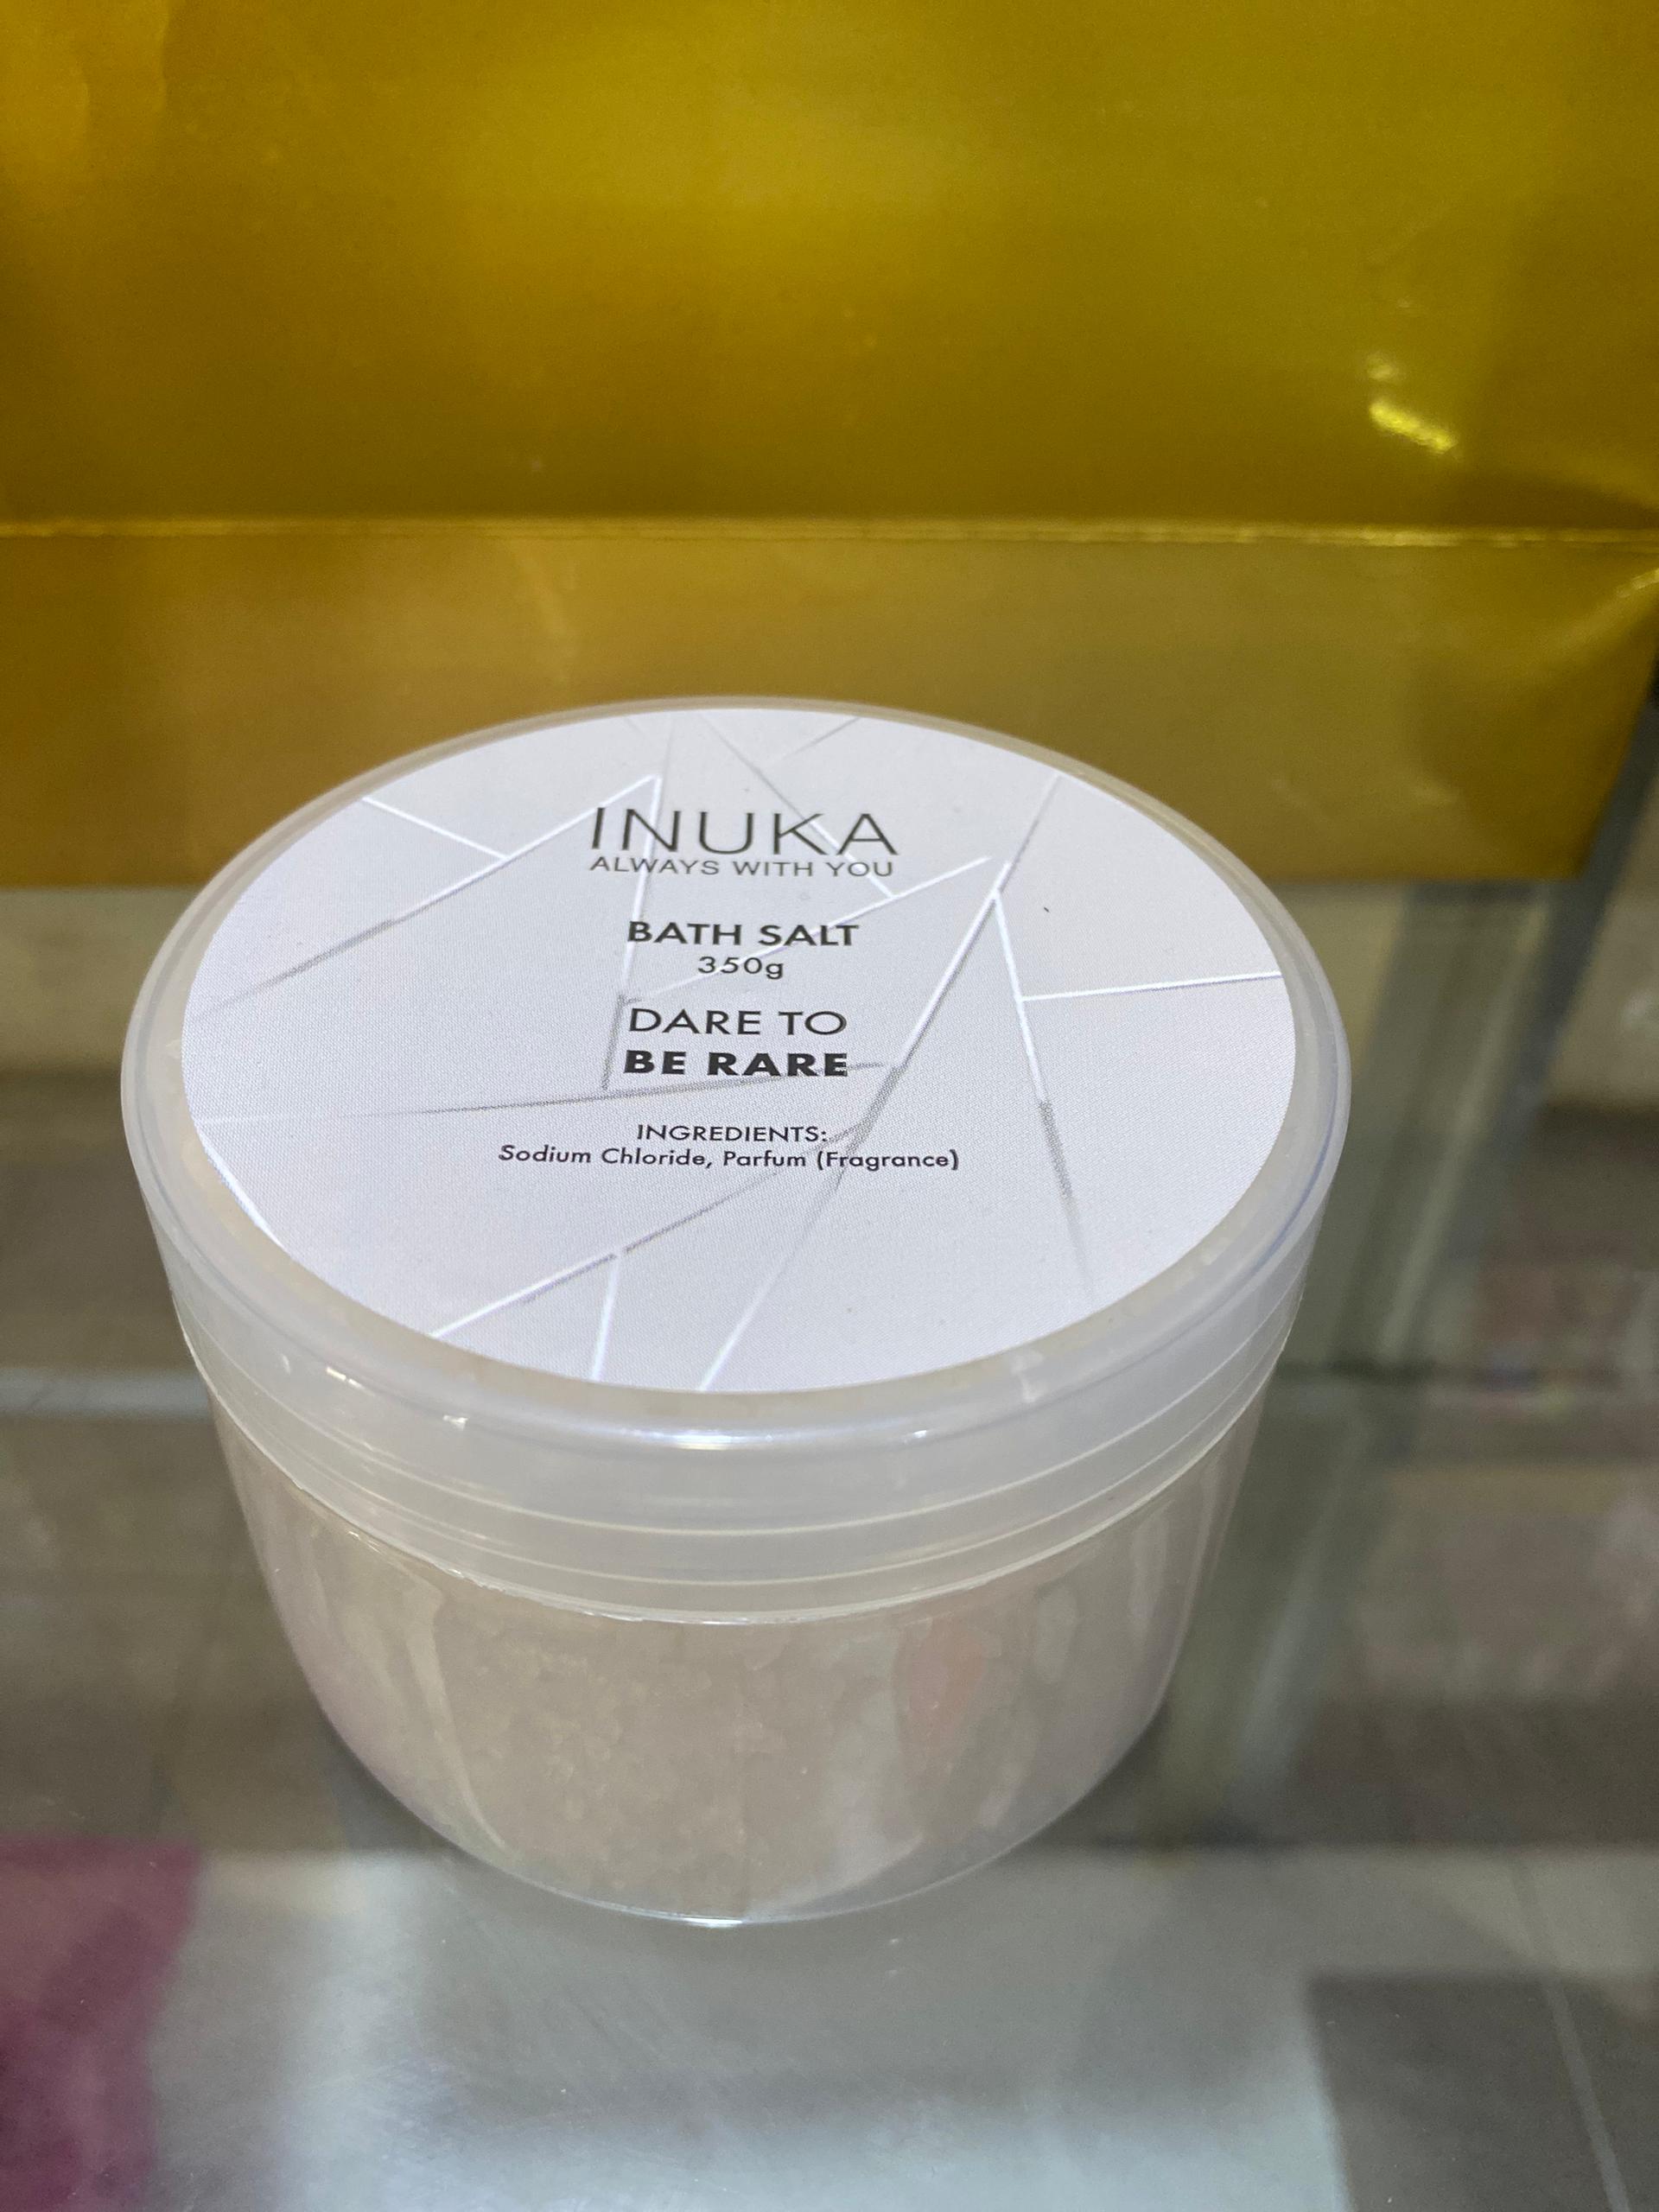 INUKA
ALWAYS WITH YOU
BATH SALT
350g
DARE TO
BE RARE
INGREDIENTS:
Sodium Chloride, Parfum (Fragrance)